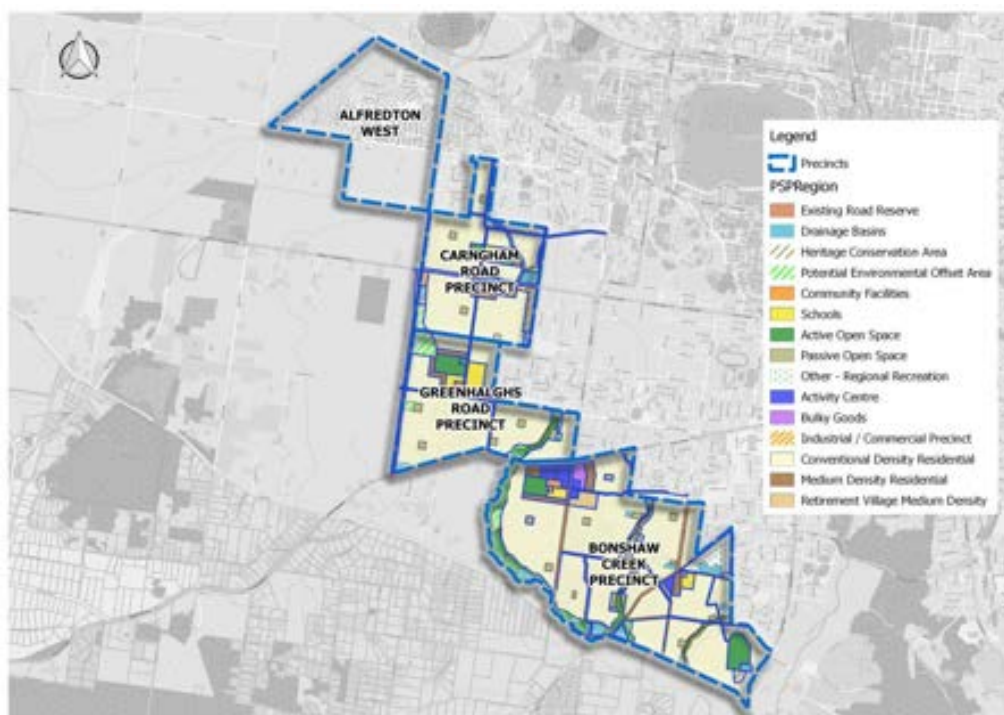 ALFREDTON
WEST
CARNGHAM
ROAD
PRECINCT
GREENHALGHS
ROAD
PRECINCT
BONSHAW
CREEK
PRECINCT
Legend
Precincts
PSPRegion
Existing Road Reserve
Drainage Basins
Heritage Conservation Area
Potential Environmental Offset Area
Community Facilities
Schools
Active Open Space
Passive Open Space
Other - Regional Recreation
Activity Centre
Bulky Goods
Industrial / Commercial Precinct
Conventional Density Residential
Medium Density Residential
Retirement Village Medium Density